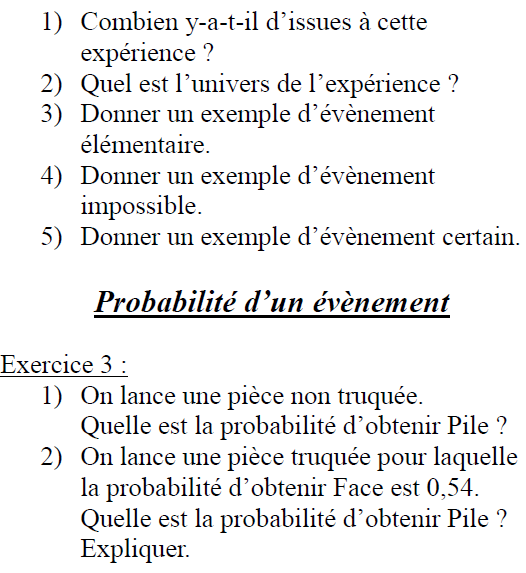 1) Combien y-a-t-il d’issues à cette
expérience ?
2) Quel est l’univers de l’expérience ?
3) Donner un exemple d’évènement
élémentaire.
4) Donner un exemple d’évènement
impossible.
5) Donner un exemple d’évènement certain.
Probabilité d’un évènement
Exercice 3 :
1) On lance une pièce non truquée.
Quelle est la probabilité d’obtenir Pile ?
2) On lance une pièce truquée pour laquelle
la probabilité d’obtenir Face est 0,54.
Quelle est la probabilité d’obtenir Pile ?
Expliquer.